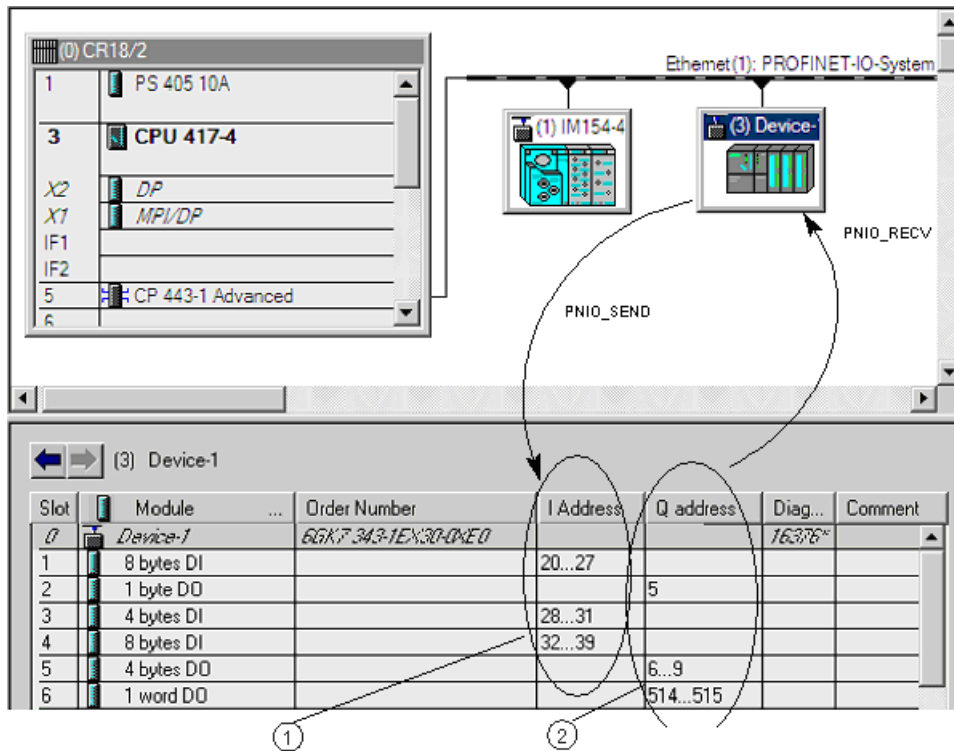 (0) CR18/2
1 PS 405 10A
3 CPU 417-4
X2 DP
X1 MPI/DP
IF1
IF2
5 CP 443-1 Advanced
6
Ethernet(1): PROFINET-IO-System
(1) IM154-4
(3) Device-
PNIO_RECV
PNIO_SEND
(3) Device-1
Slot Module ... Order Number I Address Q address Diag... Comment
0 Device-1 6GK7 343-1EX30-0XE0 16376*
1 8 bytes DI 20...27
2 1 byte DO 5
3 4 bytes DI 28...31
4 8 bytes DI 32...39
5 4 bytes DO 6...9
6 1 word DO 514...515
1 2